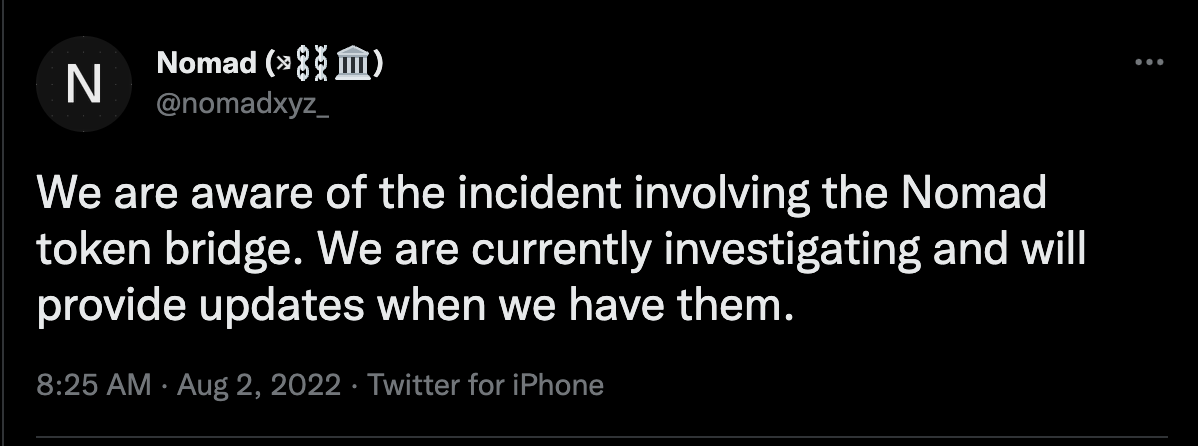 N
Nomad (⤭⛓🏛)
@nomadxyz_
We are aware of the incident involving the Nomad
token bridge. We are currently investigating and will
provide updates when we have them.
8:25 AM · Aug 2, 2022 · Twitter for iPhone